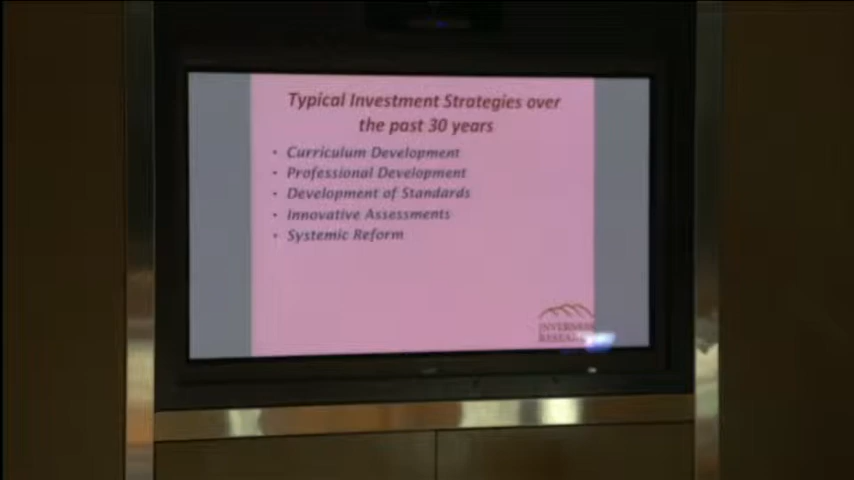 Typical Investment Strategies over
the past 30 years
• Curriculum Development
• Professional Development
• Development of Standards
• Innovative Assessments
• Systemic Reform
INVERNESS